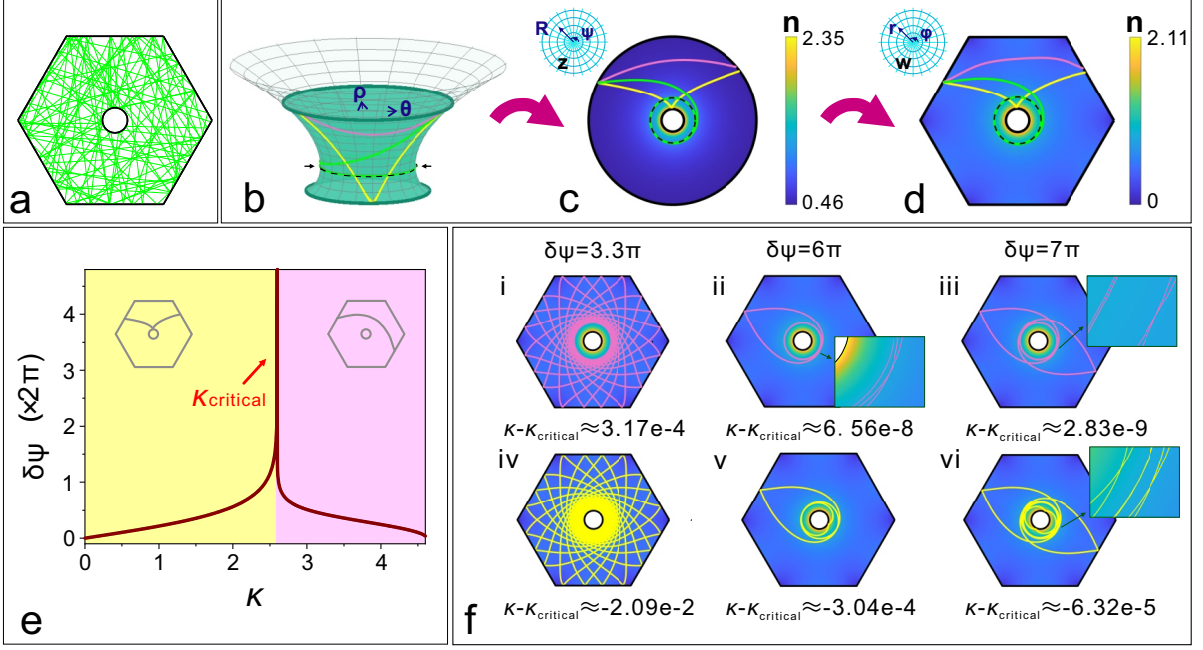 a
b
ρ
θ
R
ψ
z
c
n
2.35
0.46
r
φ
w
d
n
2.11
0
e
δψ (×2π)
4
3
2
1
0
κcritical
0
1
2
3
4
κ
f
δψ=3.3π
δψ=6π
δψ=7π
i
ii
iii
κ-κcritical≈3.17e-4
κ-κcritical≈6. 56e-8
κ-κcritical≈2.83e-9
iv
v
vi
κ-κcritical≈-2.09e-2
κ-κcritical≈-3.04e-4
κ-κcritical≈-6.32e-5